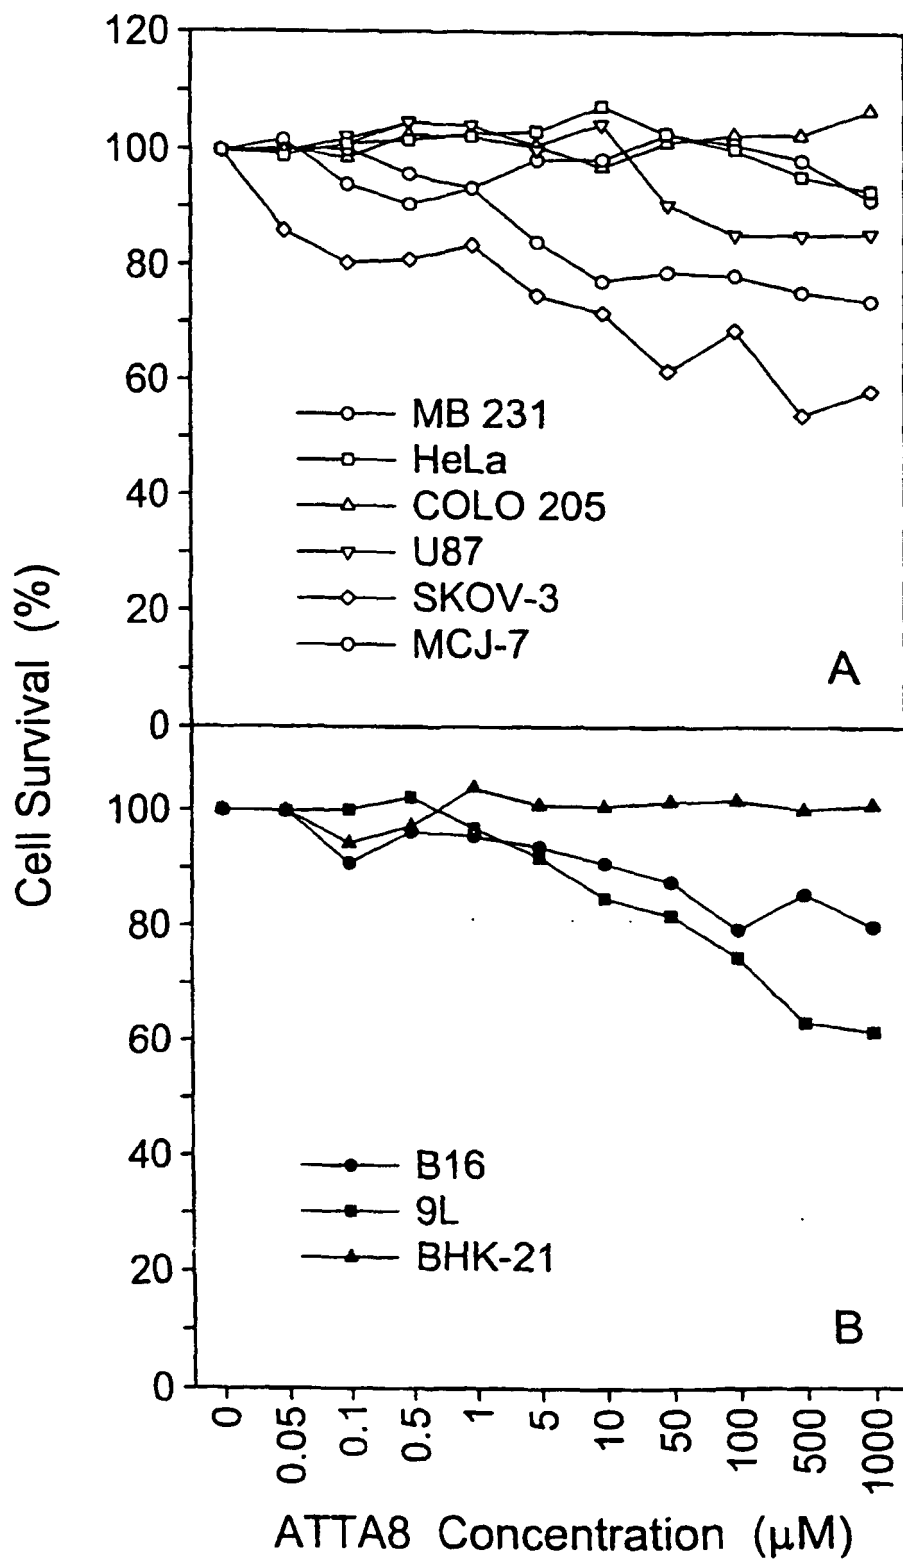 120
100
80
60
40
20
0
MB 231
HeLa
COLO 205
U87
SKOV-3
MCJ-7
A
Cell Survival (%)
100
80
60
40
20
0
B16
9L
BHK-21
B
0
0.05
0.1
0.5
1
5
10
50
100
500
1000
ATTA8 Concentration (µM)